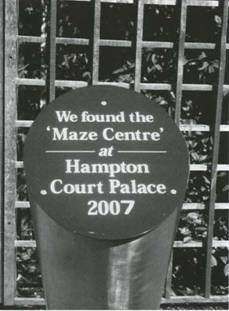 We found the
'Maze Centre'
at
Hampton
Court Palace
2007